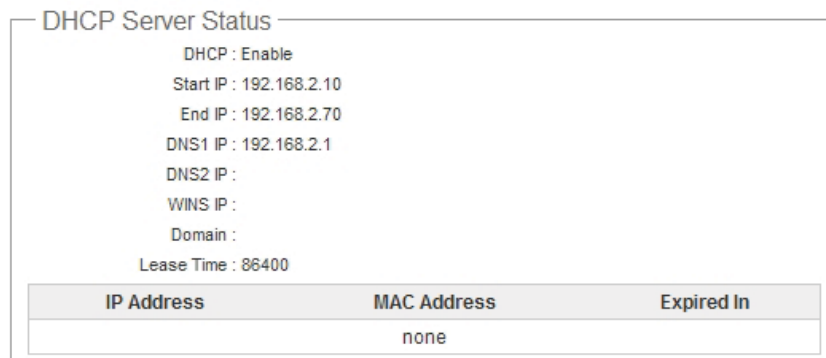 DHCP Server Status
DHCP : Enable
Start IP : 192.168.2.10
End IP : 192.168.2.70
DNS1 IP : 192.168.2.1
DNS2 IP :
WINS IP :
Domain :
Lease Time : 86400
IP Address MAC Address Expired In
none